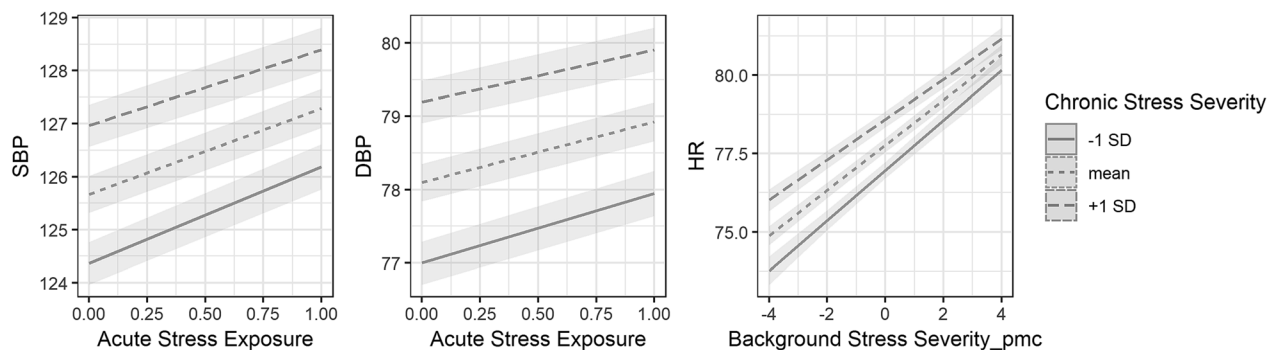 SBP
129
128
127
126
125
124
0.00 0.25 0.50 0.75 1.00
Acute Stress Exposure
DBP
80
79
78
77
0.00 0.25 0.50 0.75 1.00
Acute Stress Exposure
HR
80.0
77.5
75.0
-4 -2 0 2 4
Background Stress Severity_pmc
Chronic Stress Severity
-1 SD
mean
+1 SD